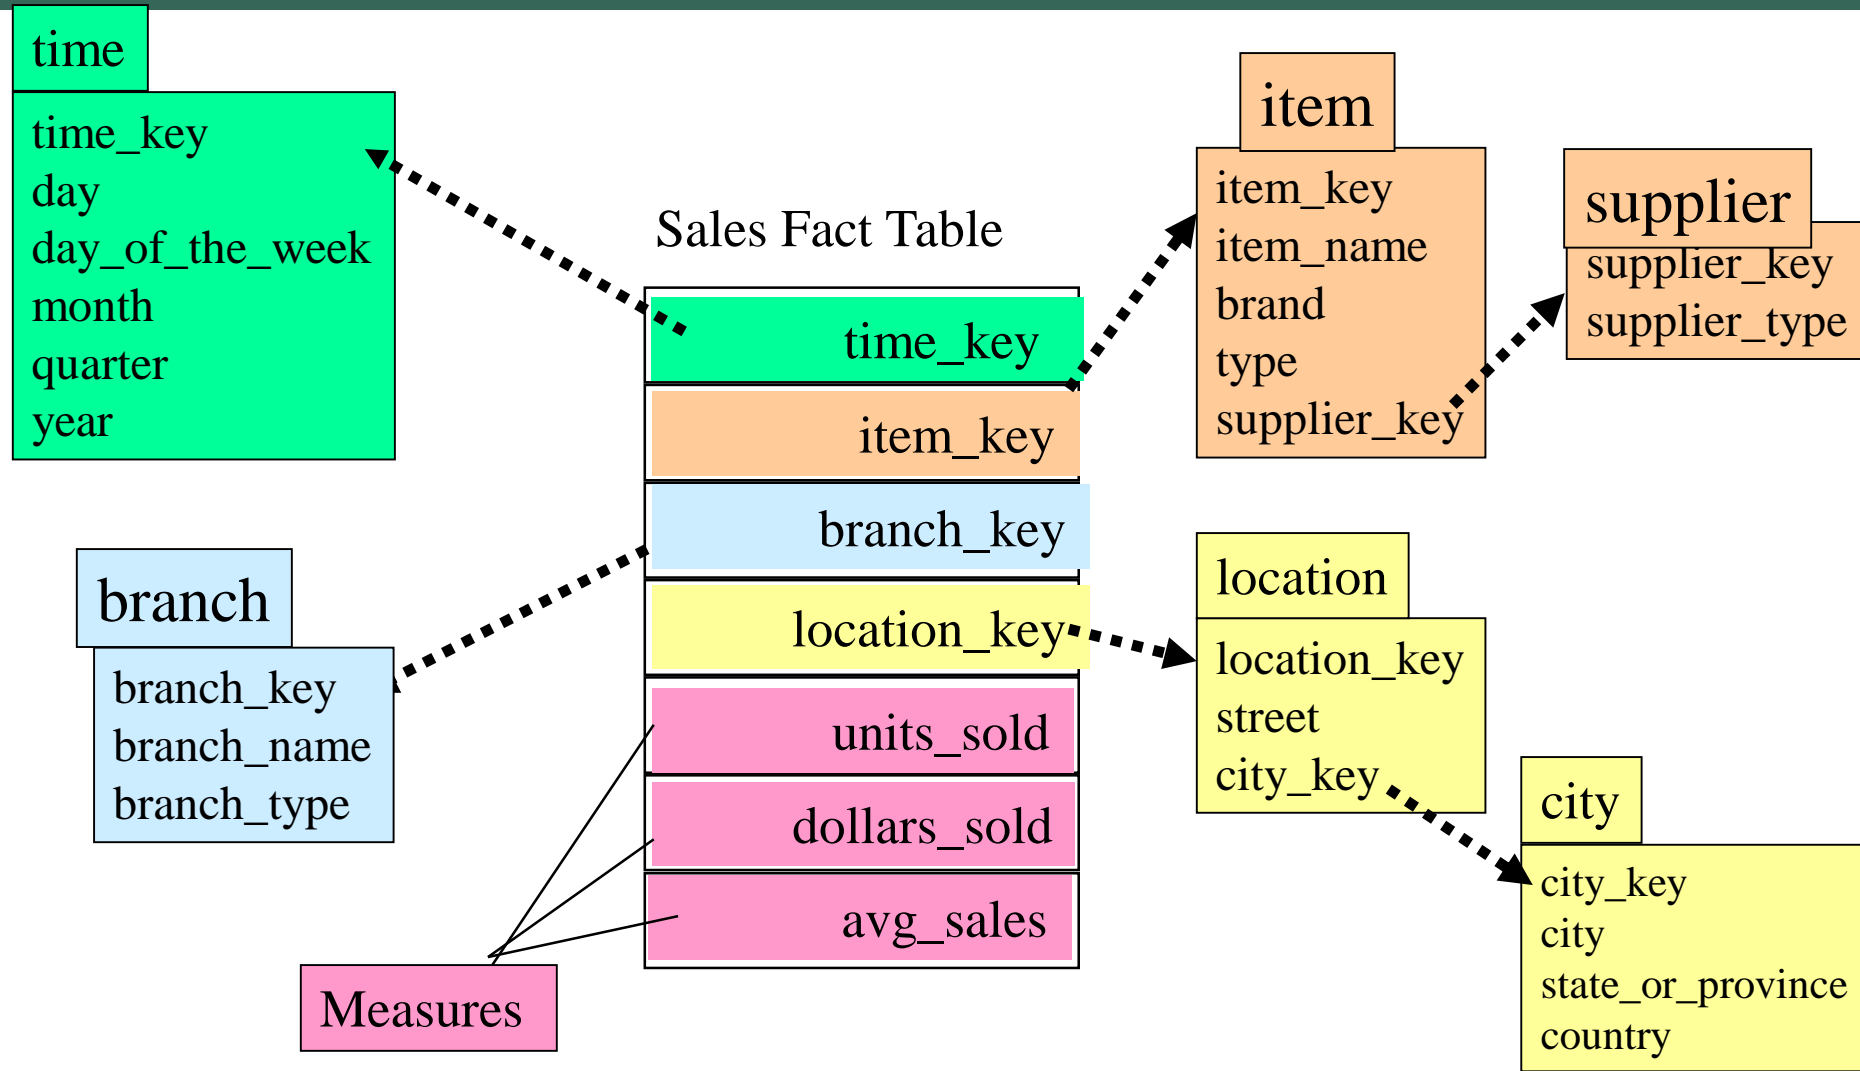 time
time_key
day
day_of_the_week
month
quarter
year
branch
branch_key
branch_name
branch_type
Measures
Sales Fact Table
time_key
item_key
branch_key
location_key
units_sold
dollars_sold
avg_sales
item
item_key
item_name
brand
type
supplier_key
supplier
supplier_key
supplier_type
location
location_key
street
city_key
city
city_key
city
state_or_province
country